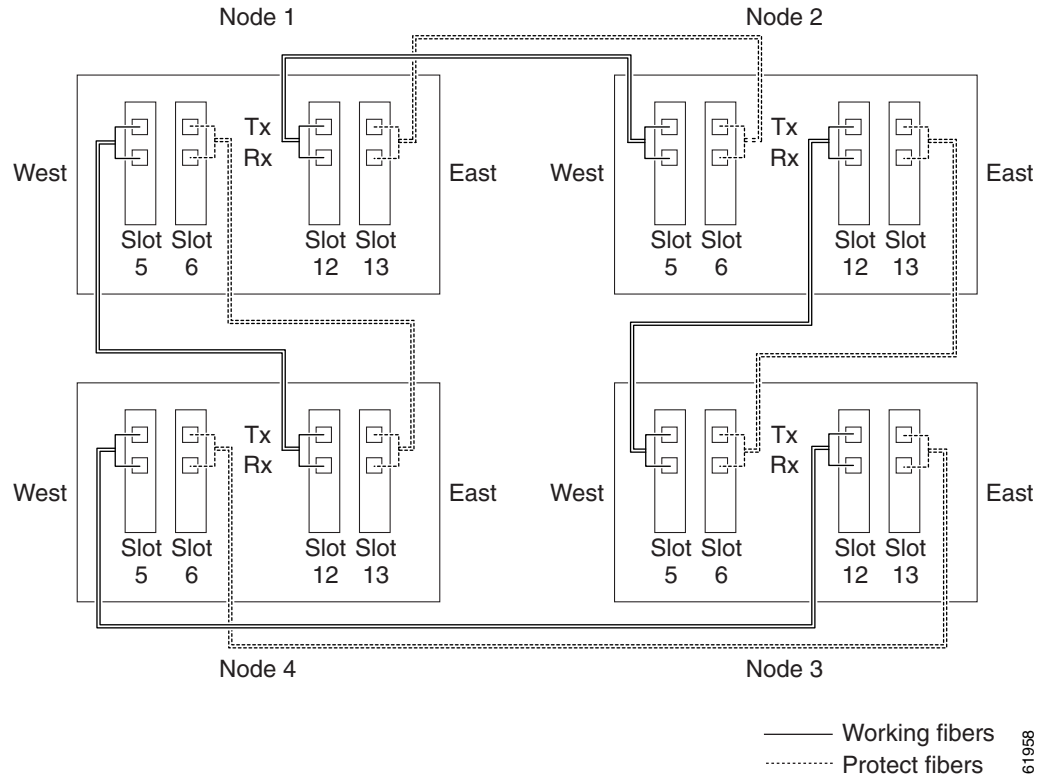 Node 1
Node 2
Tx
Rx
Tx
Rx
West
East
West
East
Slot Slot
5 6
Slot Slot
12 13
Slot Slot
5 6
Slot Slot
12 13
Tx
Rx
Tx
Rx
West
East
West
East
Slot Slot
5 6
Slot Slot
12 13
Slot Slot
5 6
Slot Slot
12 13
Node 4
Node 3
Working fibers
Protect fibers
61958